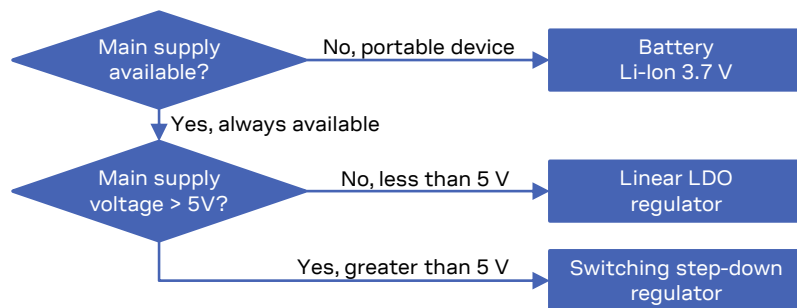 Main supply
available?
No, portable device
Battery
Li-Ion 3.7 V
Yes, always available
Main supply
voltage > 5V?
No, less than 5 V
Linear LDO
regulator
Yes, greater than 5 V
Switching step-down
regulator